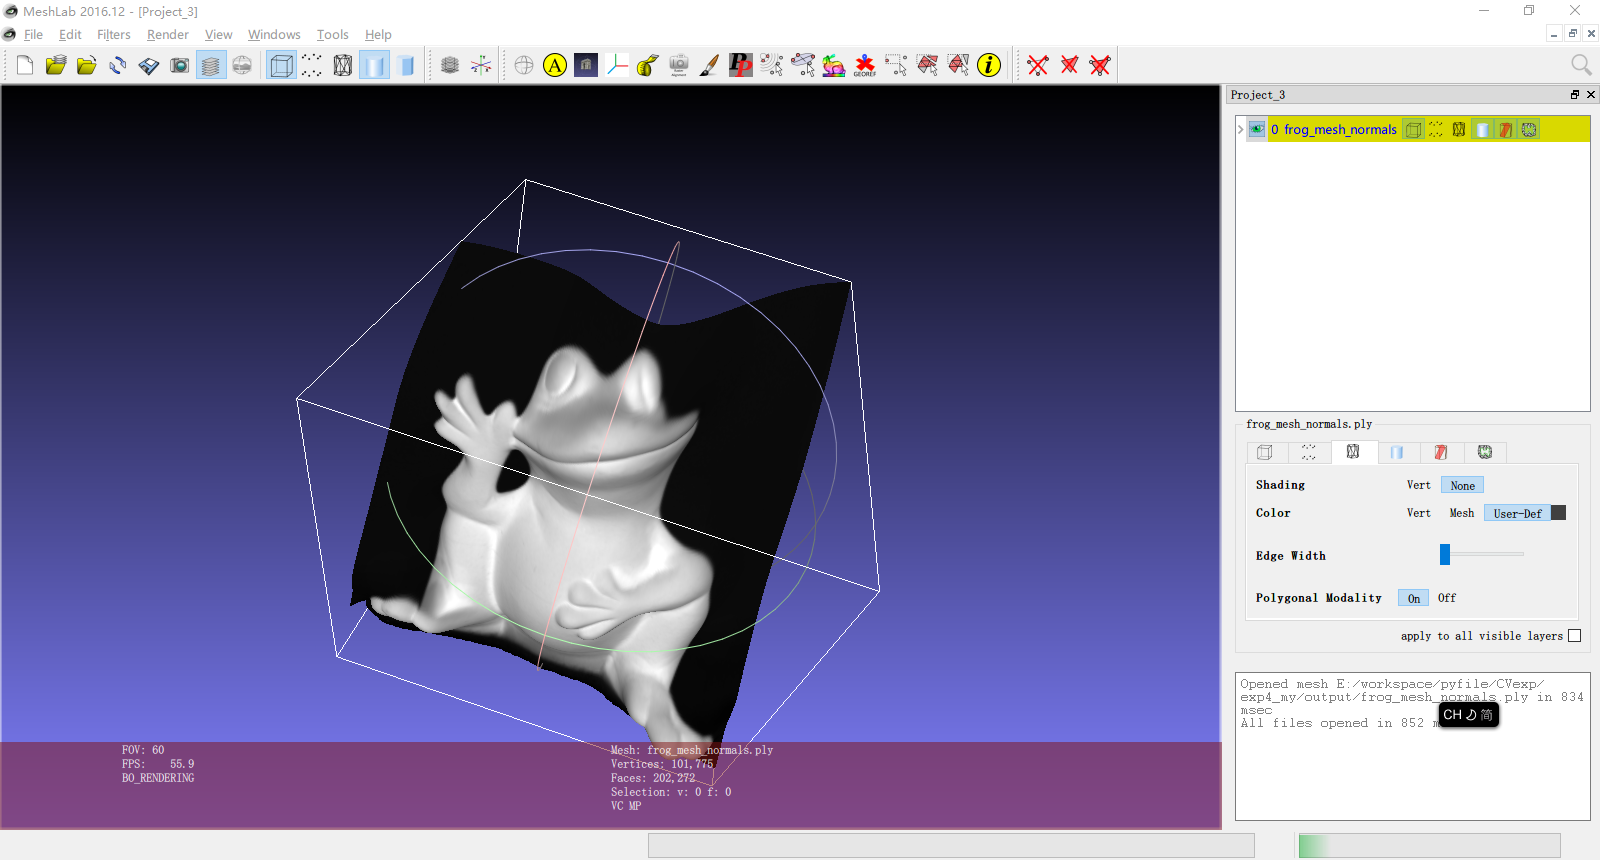 MeshLab 2016.12 - [Project_3]
File Edit Filters Render View Windows Tools Help
A
PP
GEOREF
i
Project_3
0 frog_mesh_normals
frog_mesh_normals.ply
Shading Vert None
Color Vert Mesh User-Def
Edge Width
Polygonal Modality On Off
apply to all visible layers
Opened mesh E:/workspace/pyfile/CVexp/
exp4_my/output/frog_mesh_normals.ply in 834
msec
All files opened in 852 m
CH 简
FOV: 60
FPS: 55.9
BO_RENDERING
Mesh: frog_mesh_normals.ply
Vertices: 101,775
Faces: 202,272
Selection: v: 0 f: 0
VC MP